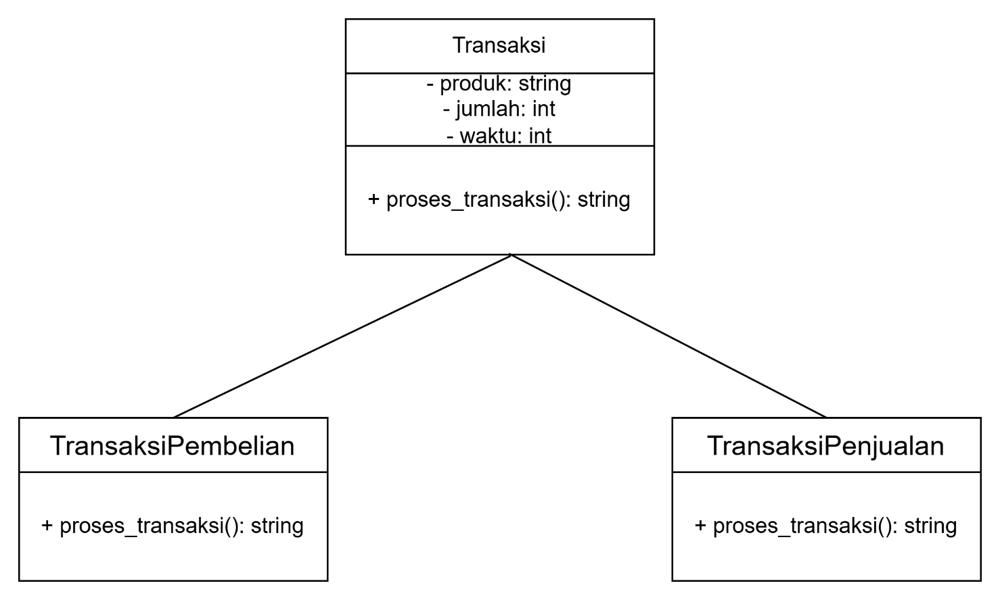 Transaksi
- produk: string
- jumlah: int
- waktu: int
+ proses_transaksi(): string
TransaksiPembelian
+ proses_transaksi(): string
TransaksiPenjualan
+ proses_transaksi(): string